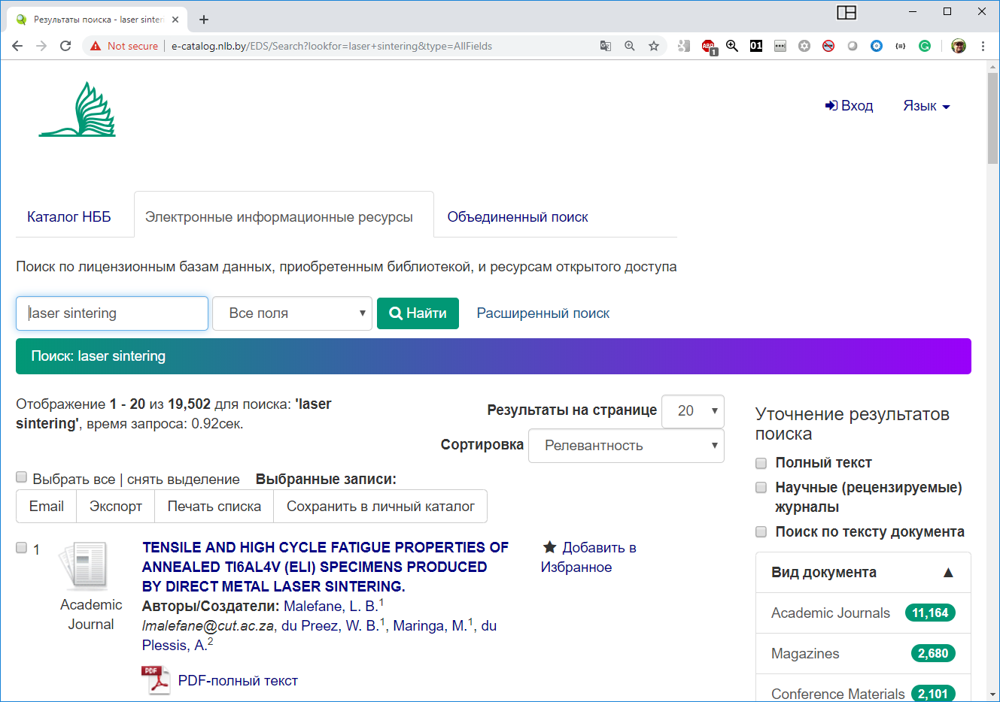 Результаты поиска - laser sinter
Not secure
e-catalog.nlb.by/EDS/Search?lookfor=laser+sintering&type=AllFields
ABP
1
01
Вход
Язык
Каталог НББ
Электронные информационные ресурсы
Объединенный поиск
Поиск по лицензионным базам данных, приобретенным библиотекой, и ресурсам открытого доступа
laser sintering
Все поля
Найти
Расширенный поиск
Поиск: laser sintering
Отображение 1 - 20 из 19,502 для поиска: 'laser
sintering', время запроса: 0.92сек.
Результаты на странице
20
Сортировка
Релевантность
Выбрать все | снять выделение Выбранные записи:
Email
Экспорт
Печать списка
Сохранить в личный каталог
1
Academic
Journal
TENSILE AND HIGH CYCLE FATIGUE PROPERTIES OF
ANNEALED TI6AL4V (ELI) SPECIMENS PRODUCED
BY DIRECT METAL LASER SINTERING.
Авторы/Создатели: Malefane, L. B.1
lmalefane@cut.ac.za, du Preez, W. B.1, Maringa, M.1, du
Plessis, A.2
PDF
PDF-полный текст
Добавить в
Избранное
Уточнение результатов
поиска
Полный текст
Научные (рецензируемые)
журналы
Поиск по тексту документа
Вид документа
Academic Journals 11,164
Magazines 2,680
Conference Materials 2,101